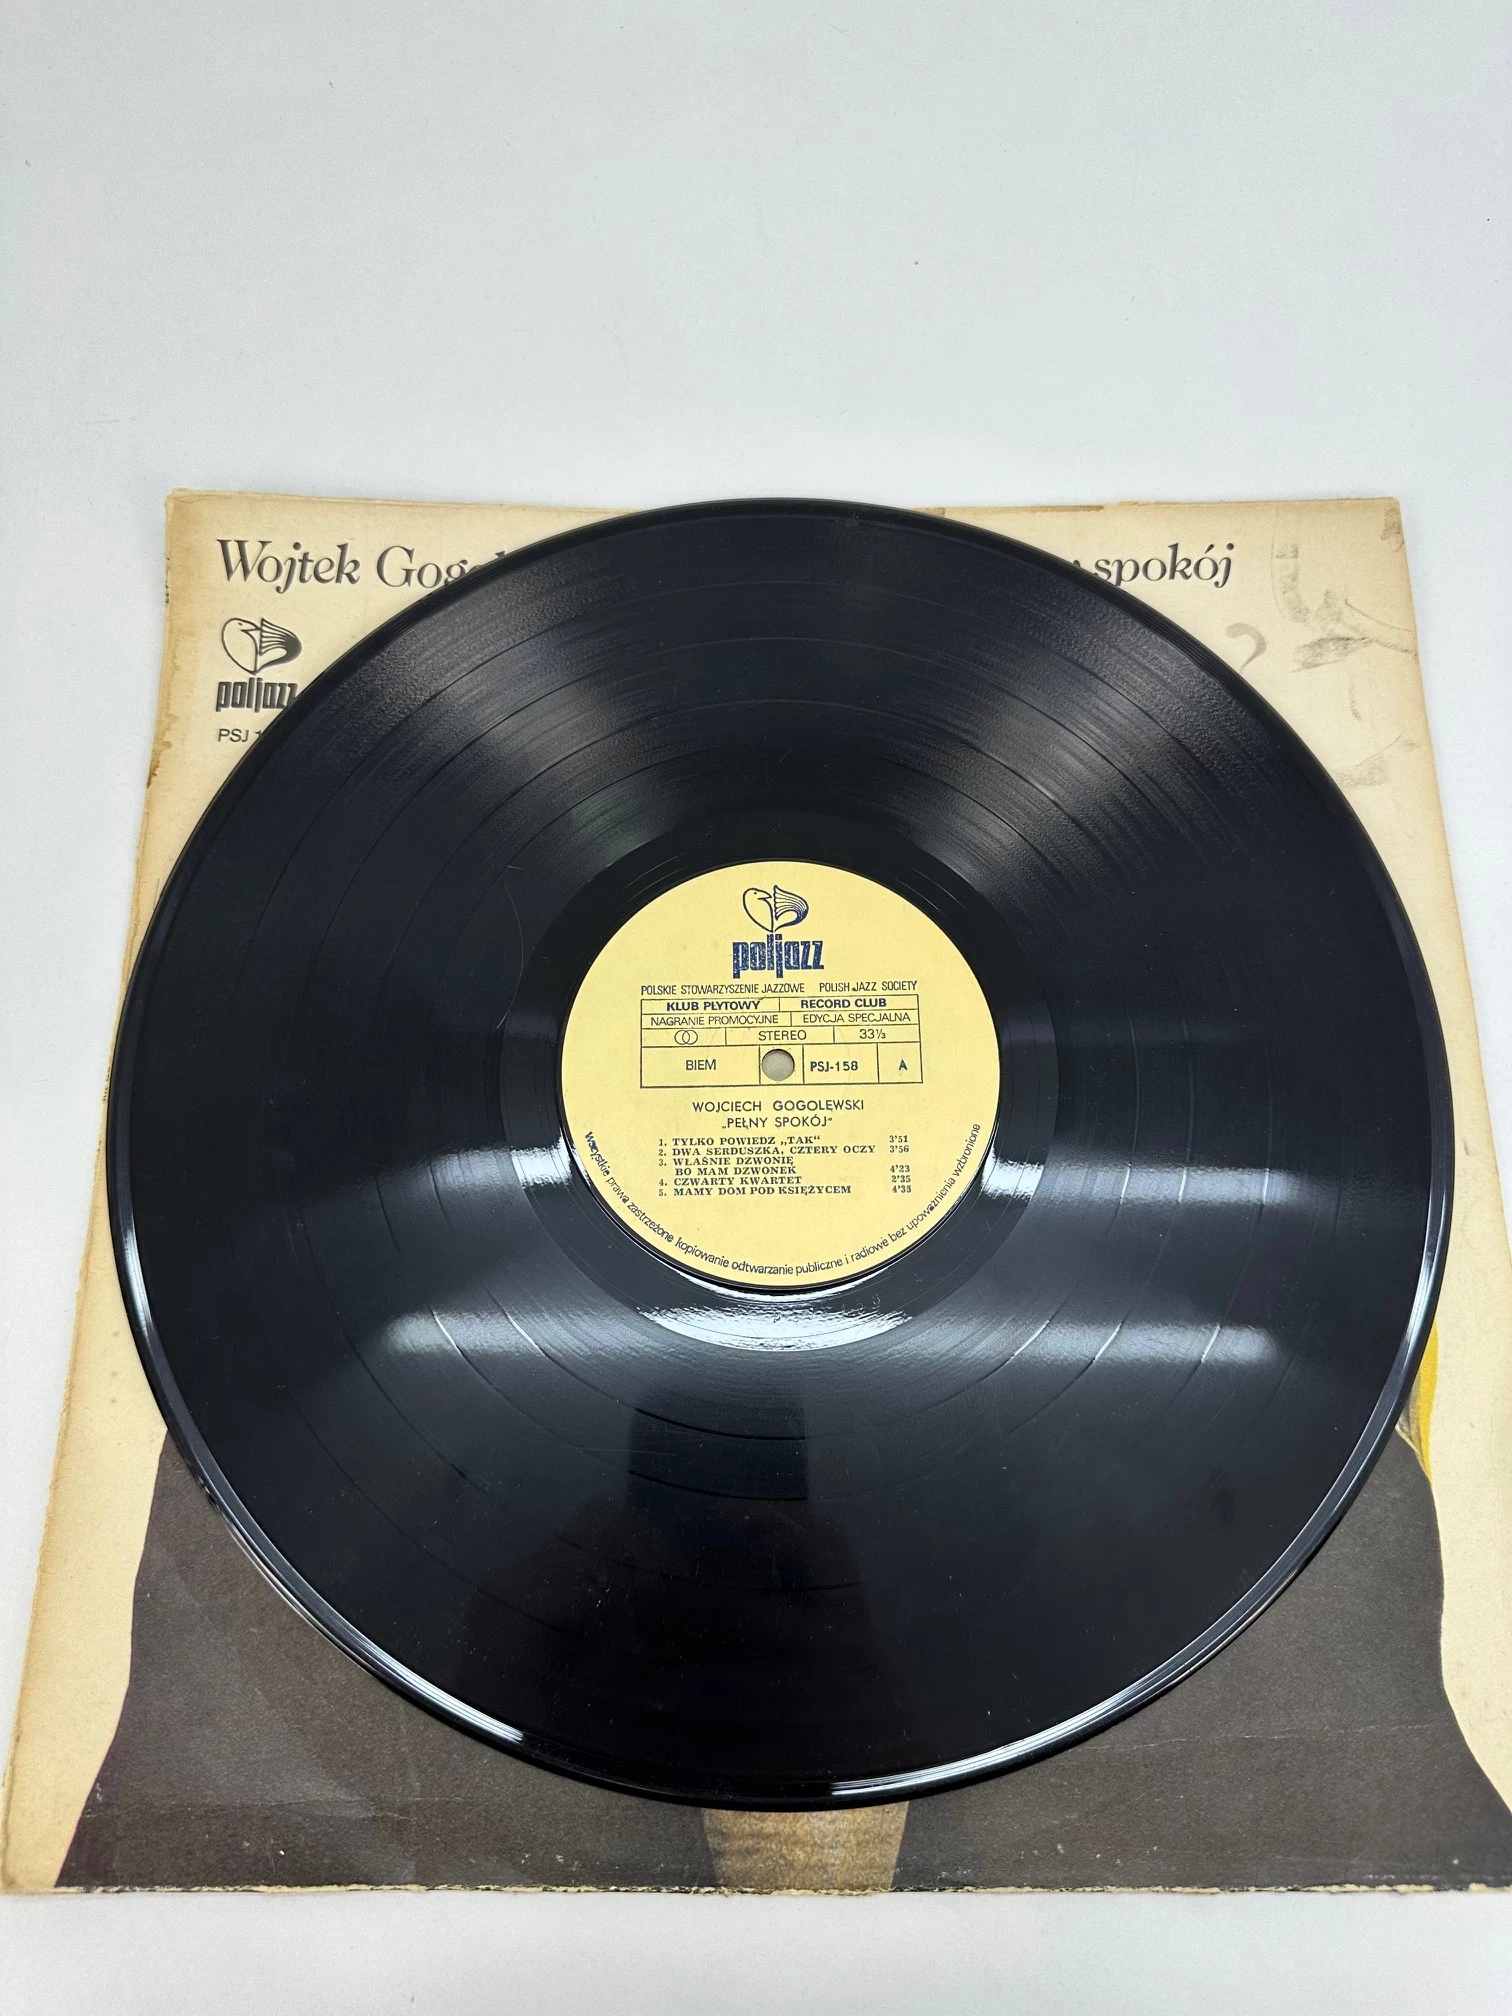 Wojtek
spokój
poljazz
PSJ
poljazz
POLSKIE STOWARZYSZENIE JAZZOWE POLISH JAZZ SOCIETY
KLUB PŁYTOWY RECORD CLUB
NAGRANIE PROMOCYJNE EDYCJA SPECJALNA
STEREO 33⅓
BIEM PSJ-158 A
WOJCIECH GOGOLEWSKI
„PEŁNY SPOKÓJ"
1. TYLKO POWIEDZ „TAK" 3'51
2. DWA SERDUSZKA, CZTERY OCZY 3'56
3. WŁAŚNIE DZWONIĘ
BO MAM DZWONEK 4'23
4. CZWARTY KWARTET 2'35
5. MAMY DOM POD KSIĘŻYCEM 4'35
Wszystkie prawa zastrzeżone kopiowanie odtwarzanie publiczne i radiowe bez upoważnienia wzbronione